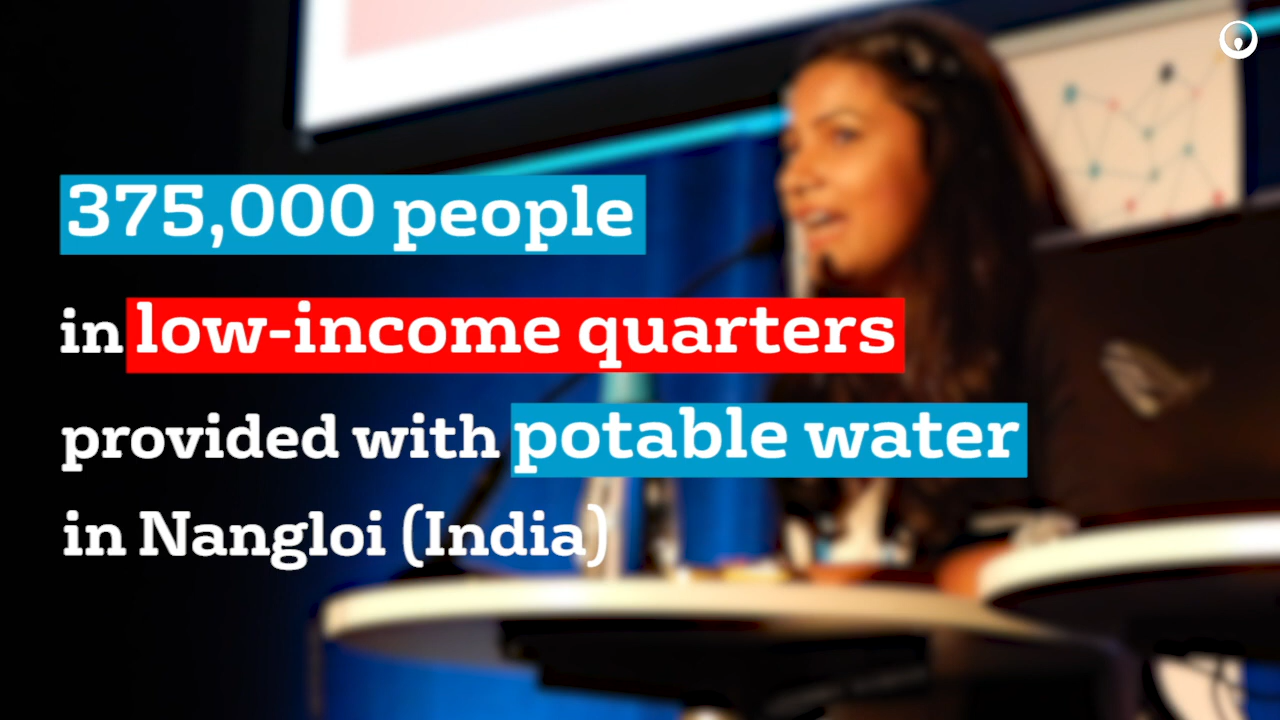 375,000 people
in low-income quarters
provided with potable water
in Nangloi (India)